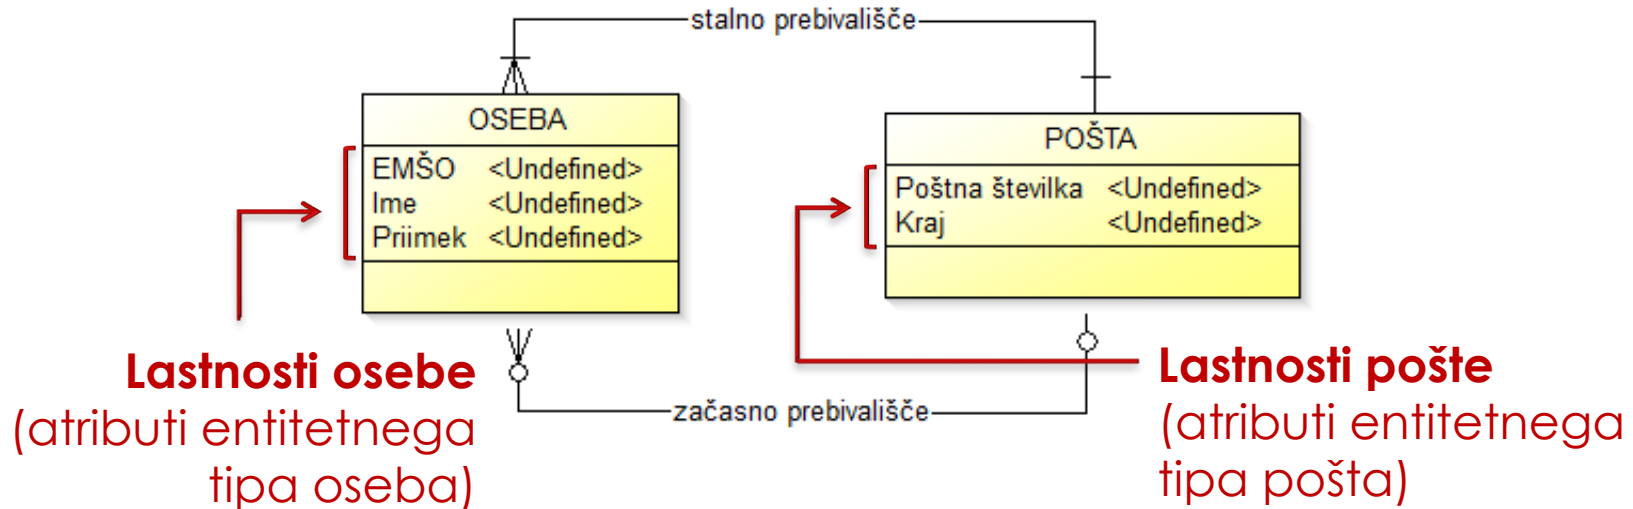 stalno prebivališče
OSEBA
EMŠO <Undefined>
Ime <Undefined>
Priimek <Undefined>
POŠTA
Poštna številka <Undefined>
Kraj <Undefined>
začasno prebivališče
Lastnosti osebe
(atributi entitetnega
tipa oseba)
Lastnosti pošte
(atributi entitetnega
tipa pošta)